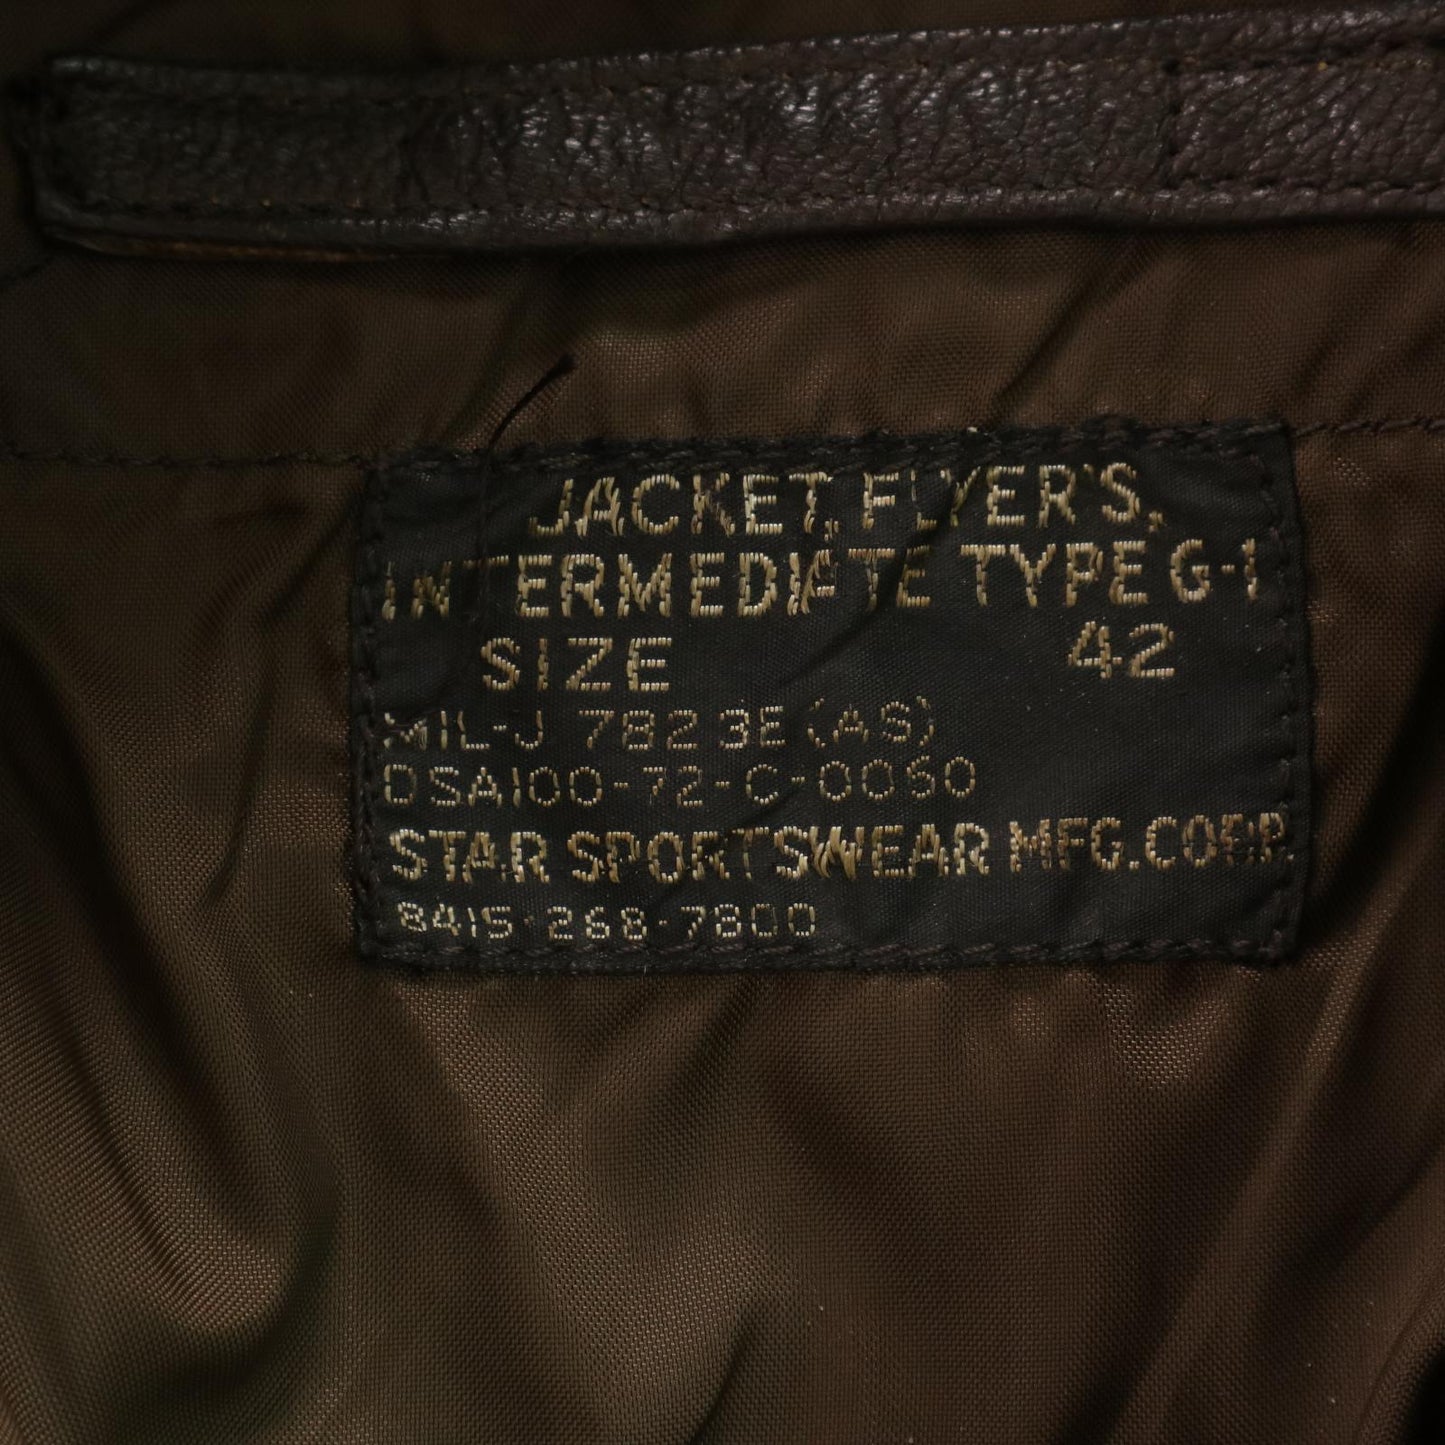 JACKET, FLYER'S,
INTERMEDIATE TYPE G-1
SIZE 42
MIL-J 7823E (AS)
DSA100-72-C-0060
STAR SPORTSWEAR MFG. CORP
8415-268-7800